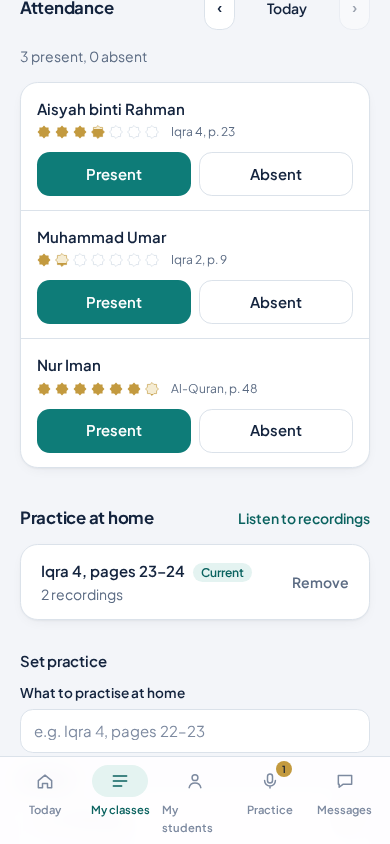 Attendance
‹ Today ›
3 present, 0 absent
Aisyah binti Rahman
Iqra 4, p. 23
Present Absent
Muhammad Umar
Iqra 2, p. 9
Present Absent
Nur Iman
Al-Quran, p. 48
Present Absent
Practice at home Listen to recordings
Iqra 4, pages 23–24 Current
2 recordings
Remove
Set practice
What to practise at home
e.g. Iqra 4, pages 22–23
1
Today My classes My students Practice Messages